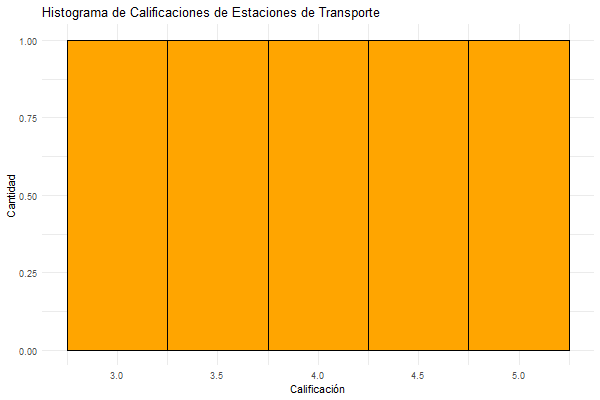 Histograma de Calificaciones de Estaciones de Transporte
1.00
0.75
0.50
0.25
0.00
Cantidad
3.0 3.5 4.0 4.5 5.0
Calificación